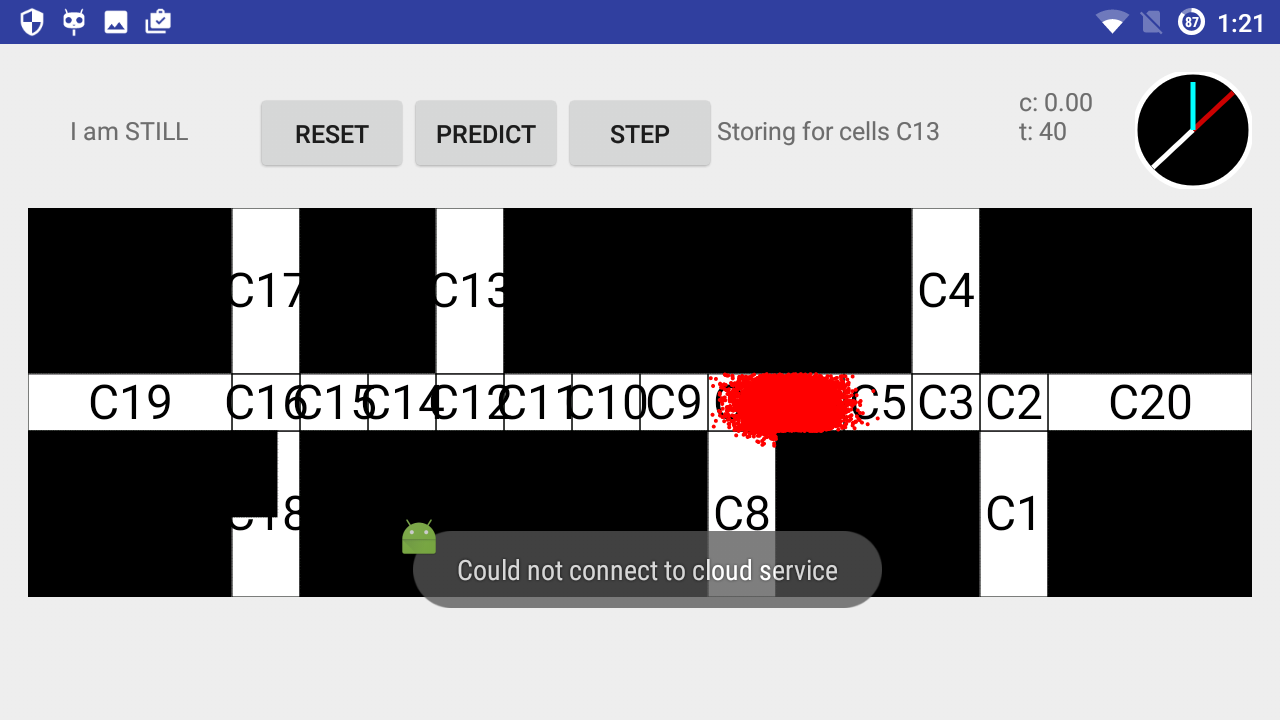 87 1:21
I am STILL RESET PREDICT STEP Storing for cells C13
c: 0.00
t: 40
C17 C13 C4
C19 C16 C15 C14 C12 C11 C10 C9 C5 C3 C2 C20
C18 C8 C1
Could not connect to cloud service